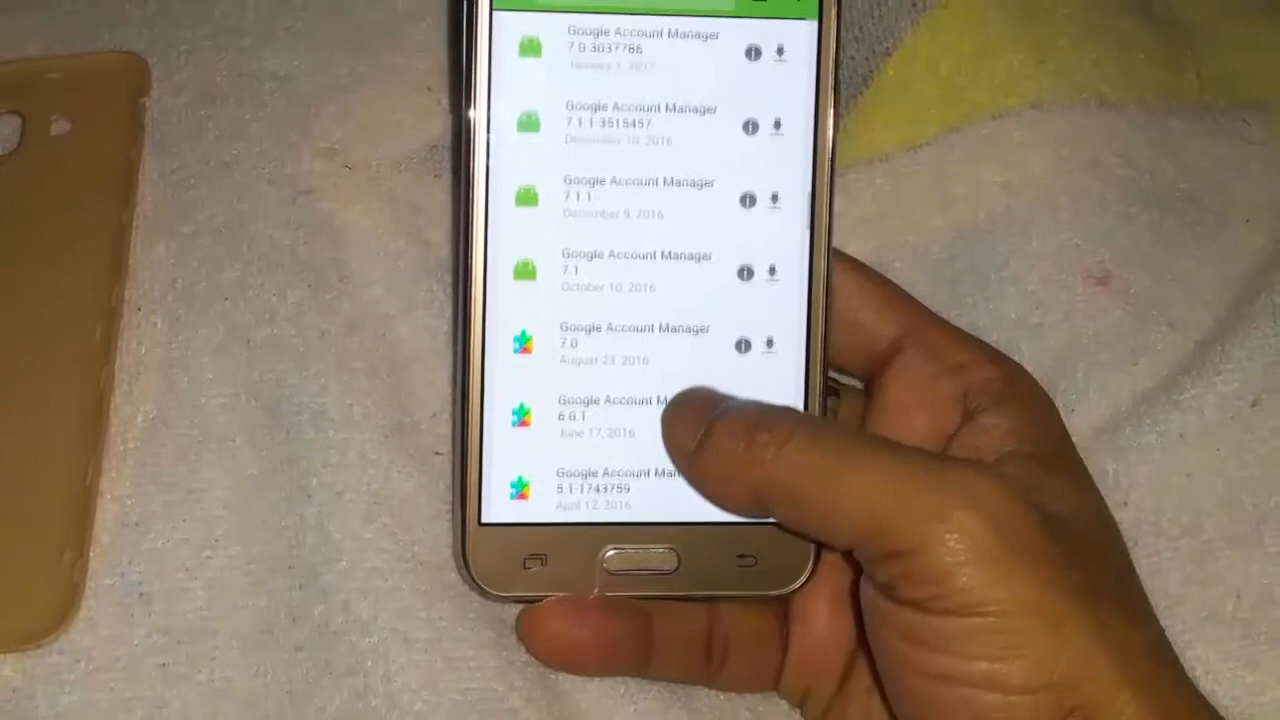 Google Account Manager
7.0-3037786
January 1, 2017
Google Account Manager
7.1.1-3515457
December 10, 2016
Google Account Manager
7.1.1
December 9, 2016
Google Account Manager
7.1
October 10, 2016
Google Account Manager
7.0
August 23, 2016
Google Account M
6.0.1
June 17, 2016
Google Account Man
5.1-1743759
April 12, 2016